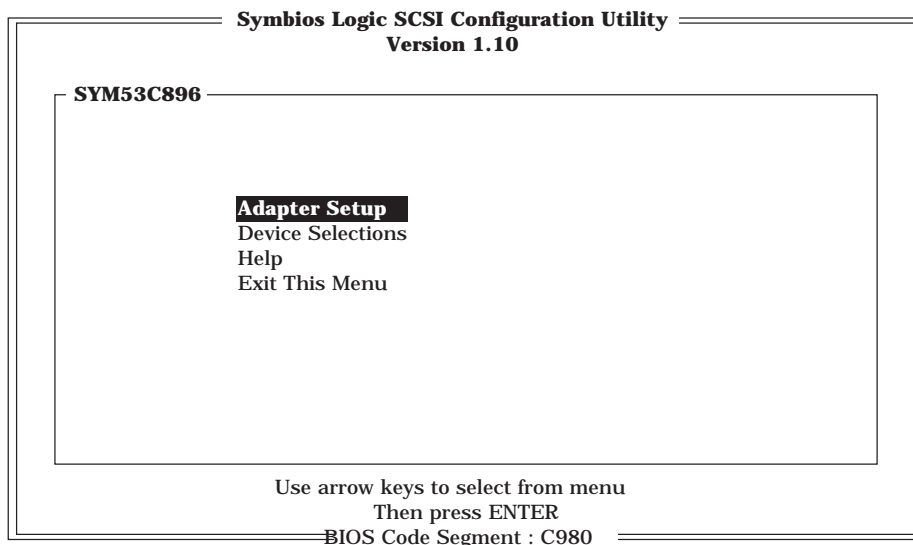 Symbios Logic SCSI Configuration Utility
Version 1.10
SYM53C896
Adapter Setup
Device Selections
Help
Exit This Menu
Use arrow keys to select from menu
Then press ENTER
BIOS Code Segment : C980